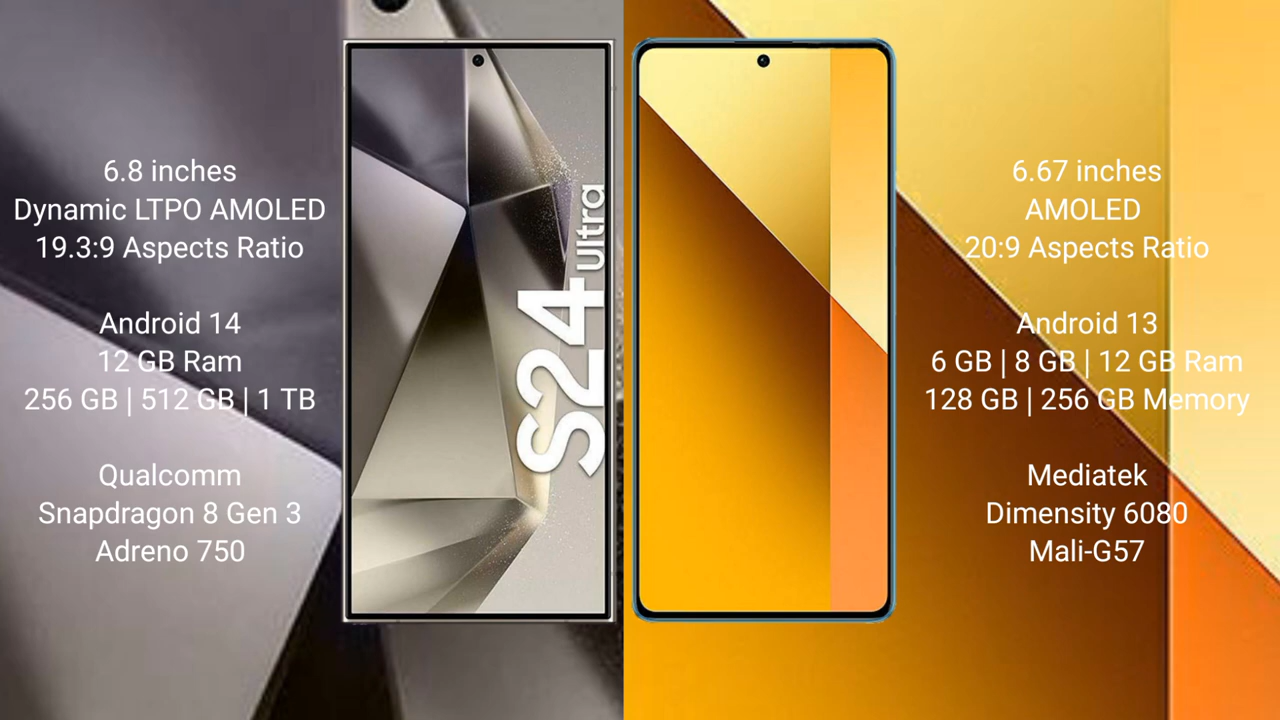 6.8 inches
Dynamic LTPO AMOLED
19.3:9 Aspects Ratio
Android 14
12 GB Ram
256 GB | 512 GB | 1 TB
Qualcomm
Snapdragon 8 Gen 3
Adreno 750
S24 Ultra
6.67 inches
AMOLED
20:9 Aspects Ratio
Android 13
6 GB | 8 GB | 12 GB Ram
128 GB | 256 GB Memory
Mediatek
Dimensity 6080
Mali-G57